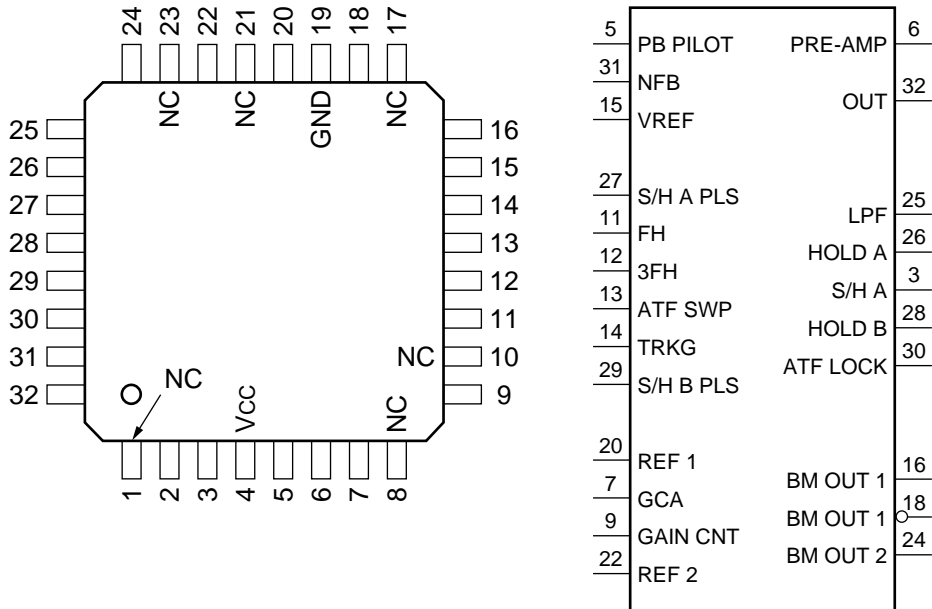 24 23 22 21 20 19 18 17
NC NC GND NC
25 16
26 15
27 14
28 13
29 12
30 11
31 NC 10
32 NC 9
VCC NC
1 2 3 4 5 6 7 8
5 PB PILOT
31 NFB
15 VREF
27 S/H A PLS
11 FH
12 3FH
13 ATF SWP
14 TRKG
29 S/H B PLS
20 REF 1
7 GCA
9 GAIN CNT
22 REF 2
PRE-AMP 6
OUT 32
LPF 25
HOLD A 26
S/H A 3
HOLD B 28
ATF LOCK 30
BM OUT 1 16
BM OUT 1 18
BM OUT 2 24